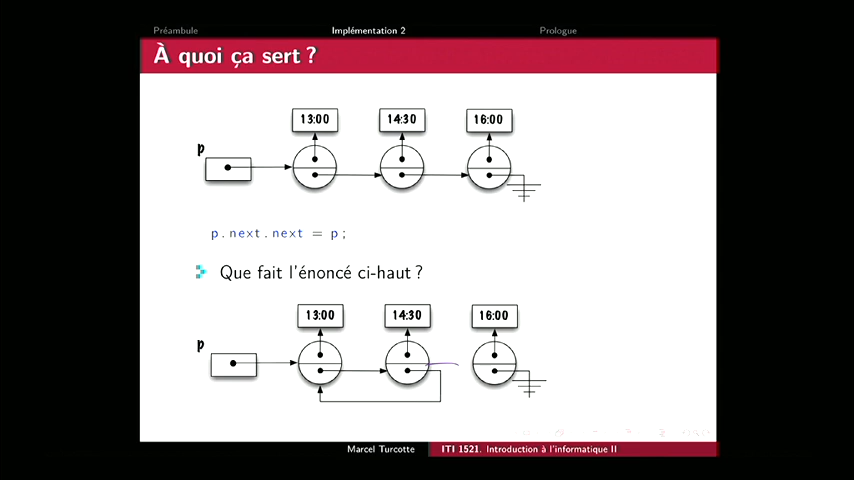 Préambule Implémentation 2 Prologue
À quoi ça sert ?
13:00 14:30 16:00
p
p.next.next = p;
Que fait l'énoncé ci-haut ?
13:00 14:30 16:00
p
Marcel Turcotte ITI 1521. Introduction à l'informatique II